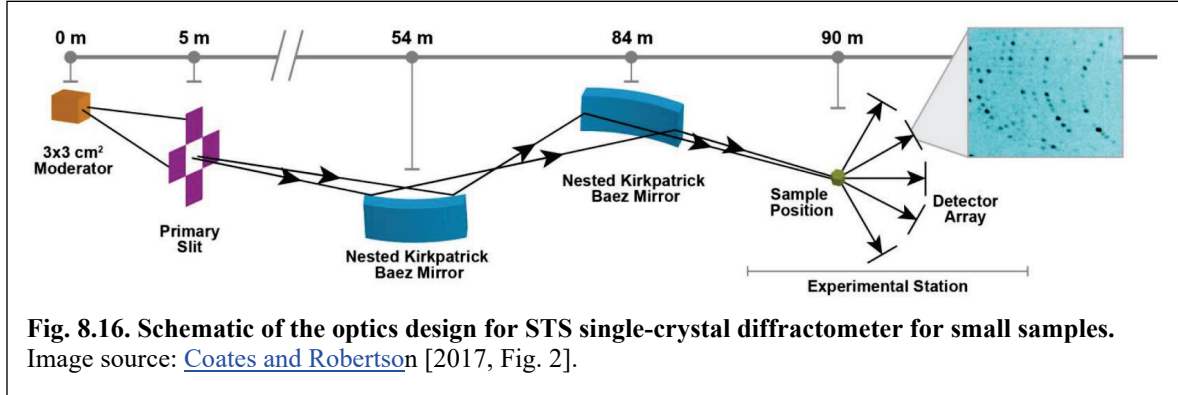 0 m
5 m
54 m
84 m
90 m
3x3 cm²
Moderator
Primary
Slit
Nested Kirkpatrick
Baez Mirror
Nested Kirkpatrick
Baez Mirror
Sample
Position
Detector
Array
Experimental Station
Fig. 8.16. Schematic of the optics design for STS single-crystal diffractometer for small samples.
Image source: Coates and Robertson [2017, Fig. 2].